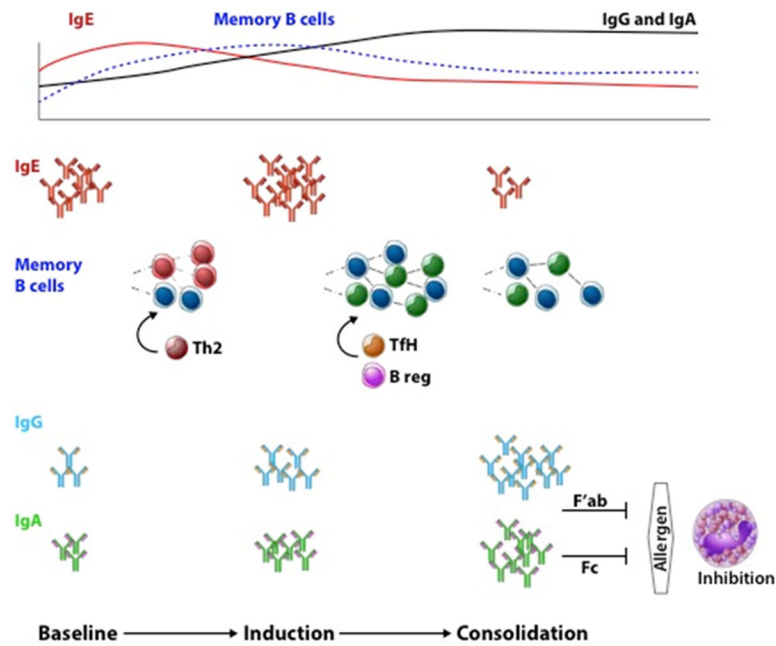 IgE Memory B cells IgG and IgA
IgE
Memory
B cells
Th2
TfH
B reg
IgG
IgA
F'ab
Fc
Allergen
Inhibition
Baseline Induction Consolidation